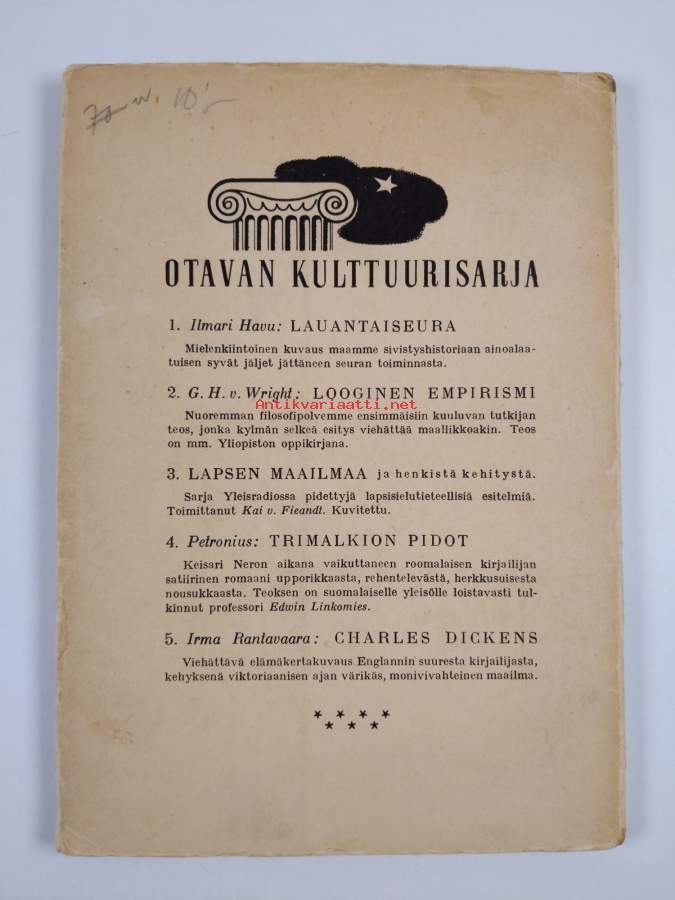 10
OTAVAN KULTTUURISARJA
1. Ilmari Havu: LAUANTAISEURA
Mielenkiintoinen kuvaus maamme sivistyshistoriaan ainoalaa-
tuisen syvät jäljet jättäneen seuran toiminnasta.
2. G. H. v. Wright: LOOGINEN EMPIRISMI
Antikvariaatti.net
Nuoremman filosofipolvemme ensimmäisiin kuuluvan tutkijan
teos, jonka kylmän selkeä esitys viehättää maallikkoakin. Teos
on mm. Yliopiston oppikirjana.
3. LAPSEN MAAILMAA ja henkistä kehitystä.
Sarja Yleisradiossa pidettyjä lapsisielutieteellisiä esitelmiä.
Toimittanut Kai v. Fieandt. Kuvitettu.
4. Petronius: TRIMALKION PIDOT
Keisari Neron aikana vaikuttaneen roomalaisen kirjailijan
satiirinen romaani upporikkaasta, rehentelevästä, herkkusuisesta
nousukkaasta. Teoksen on suomalaiselle yleisölle loistavasti tul-
kinnut professori Edwin Linkomies.
5. Irma Rantavaara: CHARLES DICKENS
Viehättävä elämäkertakuvaus Englannin suuresta kirjailijasta,
kehyksenä viktoriaanisen ajan värikäs, monivivahteinen maailma.